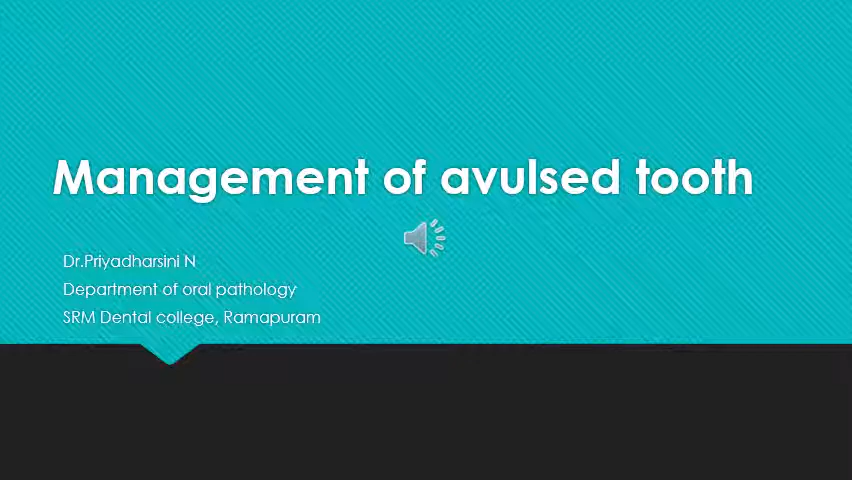 Management of avulsed tooth
Dr.Priyadharsini N
Department of oral pathology
SRM Dental college, Ramapuram